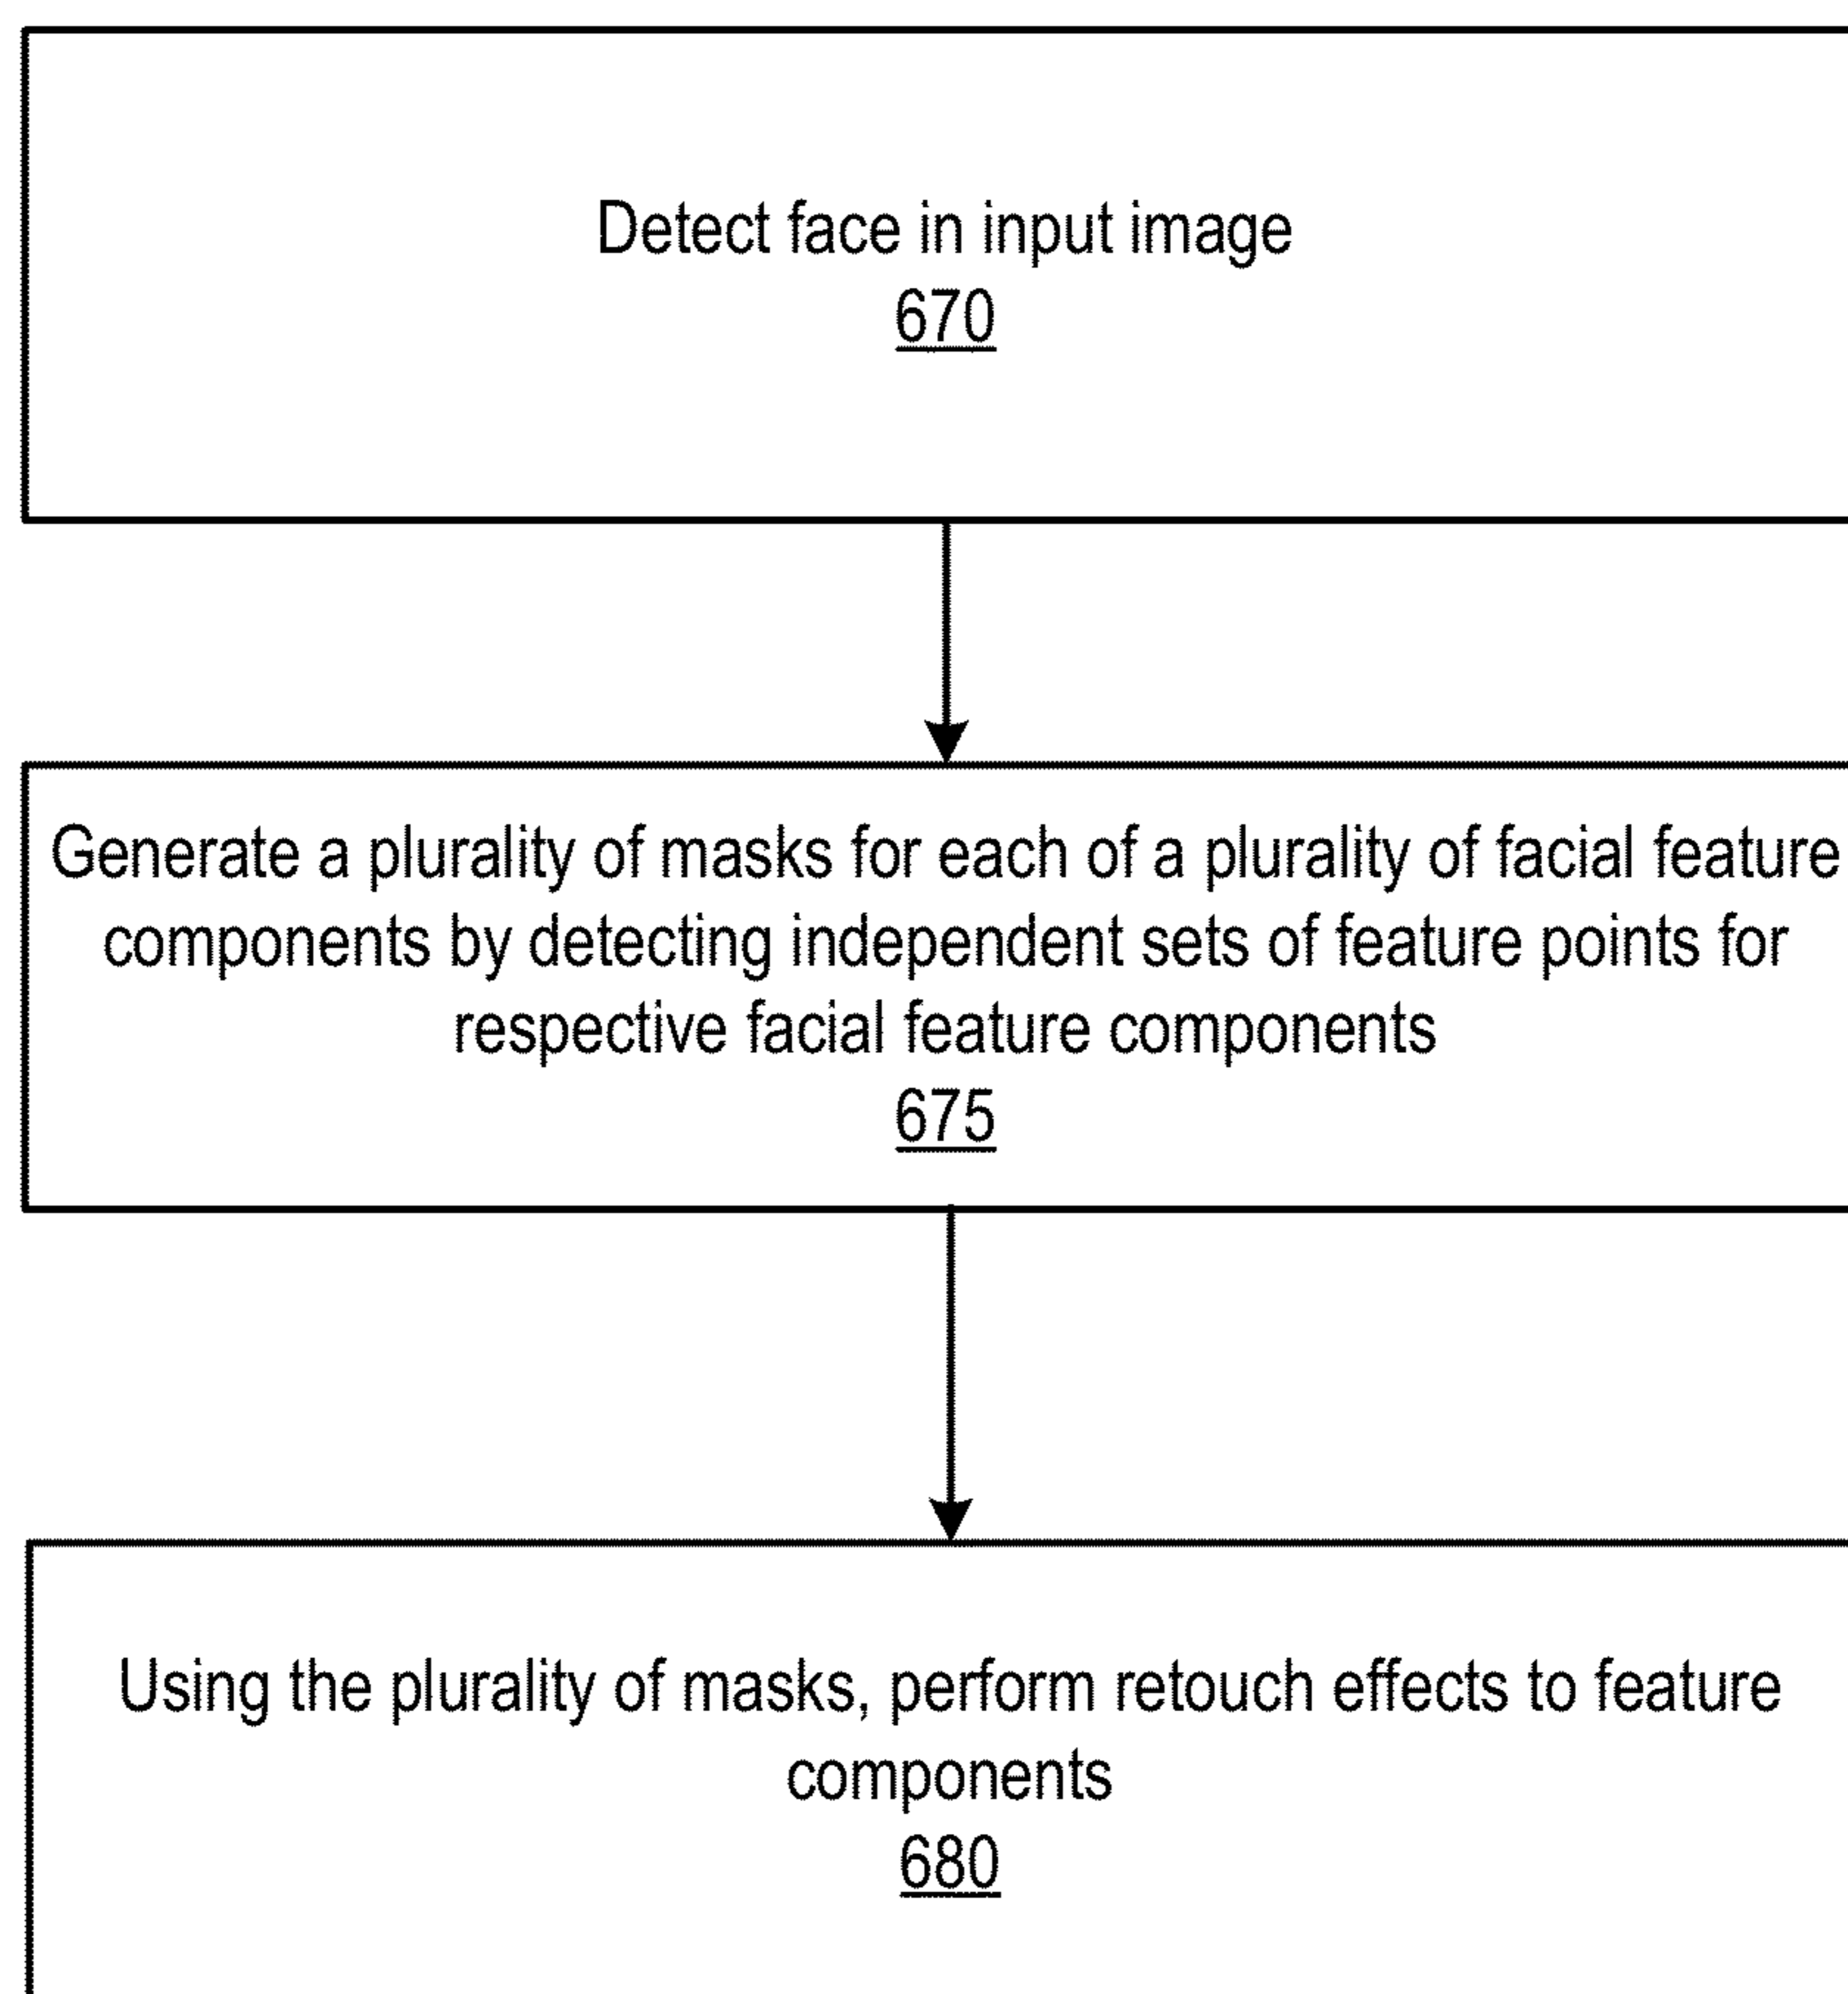 Detect face in input image
670
Generate a plurality of masks for each of a plurality of facial feature
components by detecting independent sets of feature points for
respective facial feature components
675
Using the plurality of masks, perform retouch effects to feature
components
680